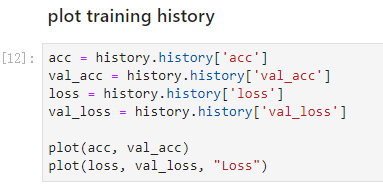 plot training history
[12]:
acc = history.history['acc']
val_acc = history.history['val_acc']
loss = history.history['loss']
val_loss = history.history['val_loss']
plot(acc, val_acc)
plot(loss, val_loss, "Loss")